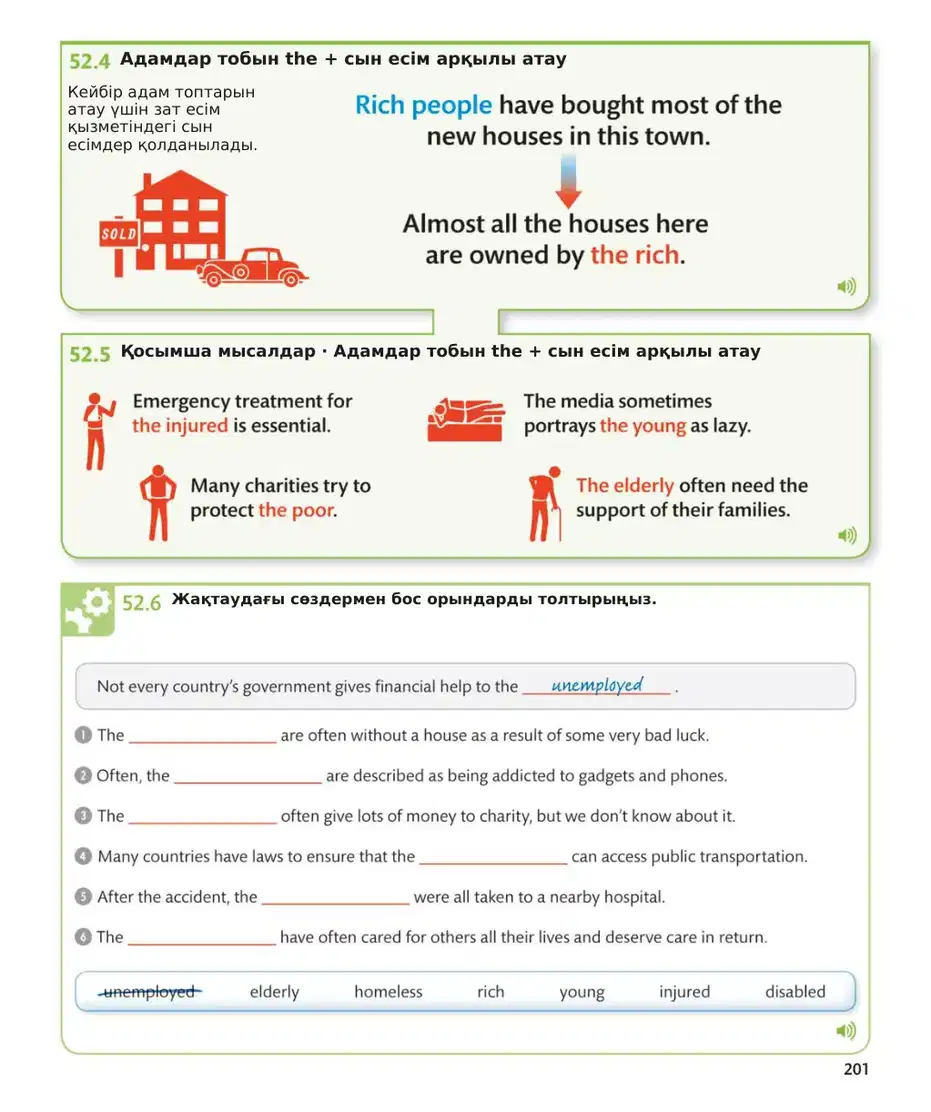 52.4 Адамдар тобын the + сын есім арқылы атау
Кейбір адам топтарын
атау үшін зат есім
қызметіндегі сын
есімдер қолданылады.
Rich people have bought most of the
new houses in this town.
SOLD
Almost all the houses here
are owned by the rich.
52.5 Қосымша мысалдар · Адамдар тобын the + сын есім арқылы атау
Emergency treatment for
the injured is essential.
The media sometimes
portrays the young as lazy.
Many charities try to
protect the poor.
The elderly often need the
support of their families.
52.6 Жақтаудағы сөздермен бос орындарды толтырыңыз.
Not every country’s government gives financial help to the unemployed .
1 The ________________ are often without a house as a result of some very bad luck.
2 Often, the ________________ are described as being addicted to gadgets and phones.
3 The ________________ often give lots of money to charity, but we don’t know about it.
4 Many countries have laws to ensure that the ________________ can access public transportation.
5 After the accident, the ________________ were all taken to a nearby hospital.
6 The ________________ have often cared for others all their lives and deserve care in return.
unemployed elderly homeless rich young injured disabled
201